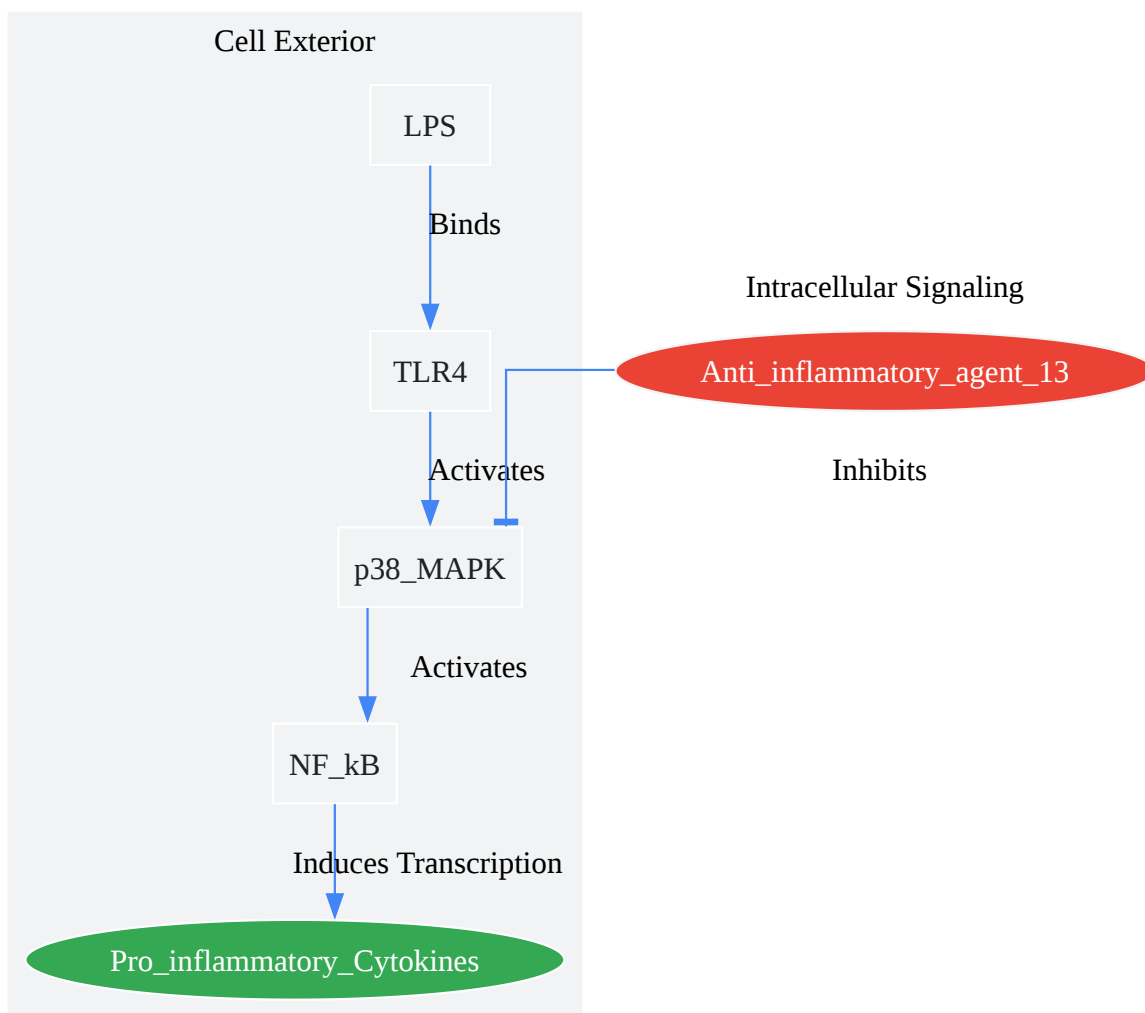 Cell Exterior
LPS
Binds
Intracellular Signaling
TLR4
Anti_inflammatory_agent_13
Activates
Inhibits
p38_MAPK
Activates
NF_kB
Induces Transcription
Pro_inflammatory_Cytokines